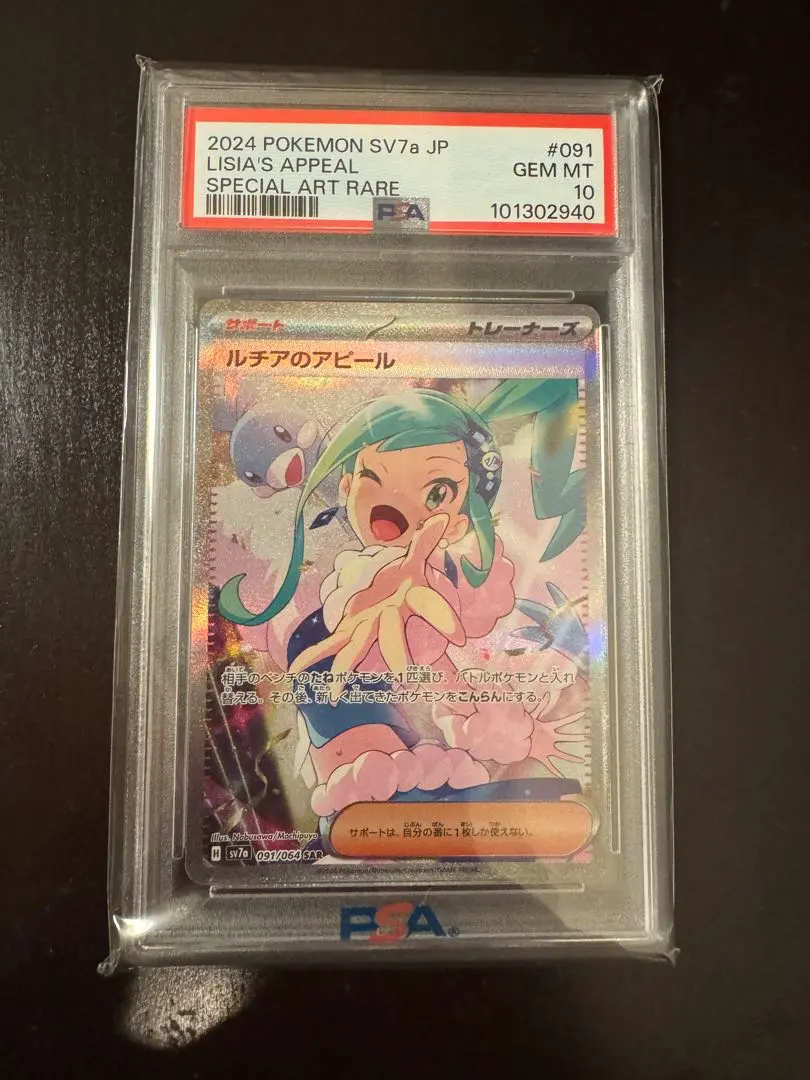 2024 POKEMON SV7a JP #091
LISIA'S APPEAL GEM MT
SPECIAL ART RARE 10
PSA 101302940
サポート トレーナーズ
ルチアのアピール
相手のベンチのたねポケモンを1匹選び、バトルポケモンと入れ
替える。その後、新しく出てきたポケモンをこんらんにする。
サポートは、自分の番に1枚しか使えない。
Illus. Nobusawa/Mochipuyo
H sv7a 091/064 SAR
PSA